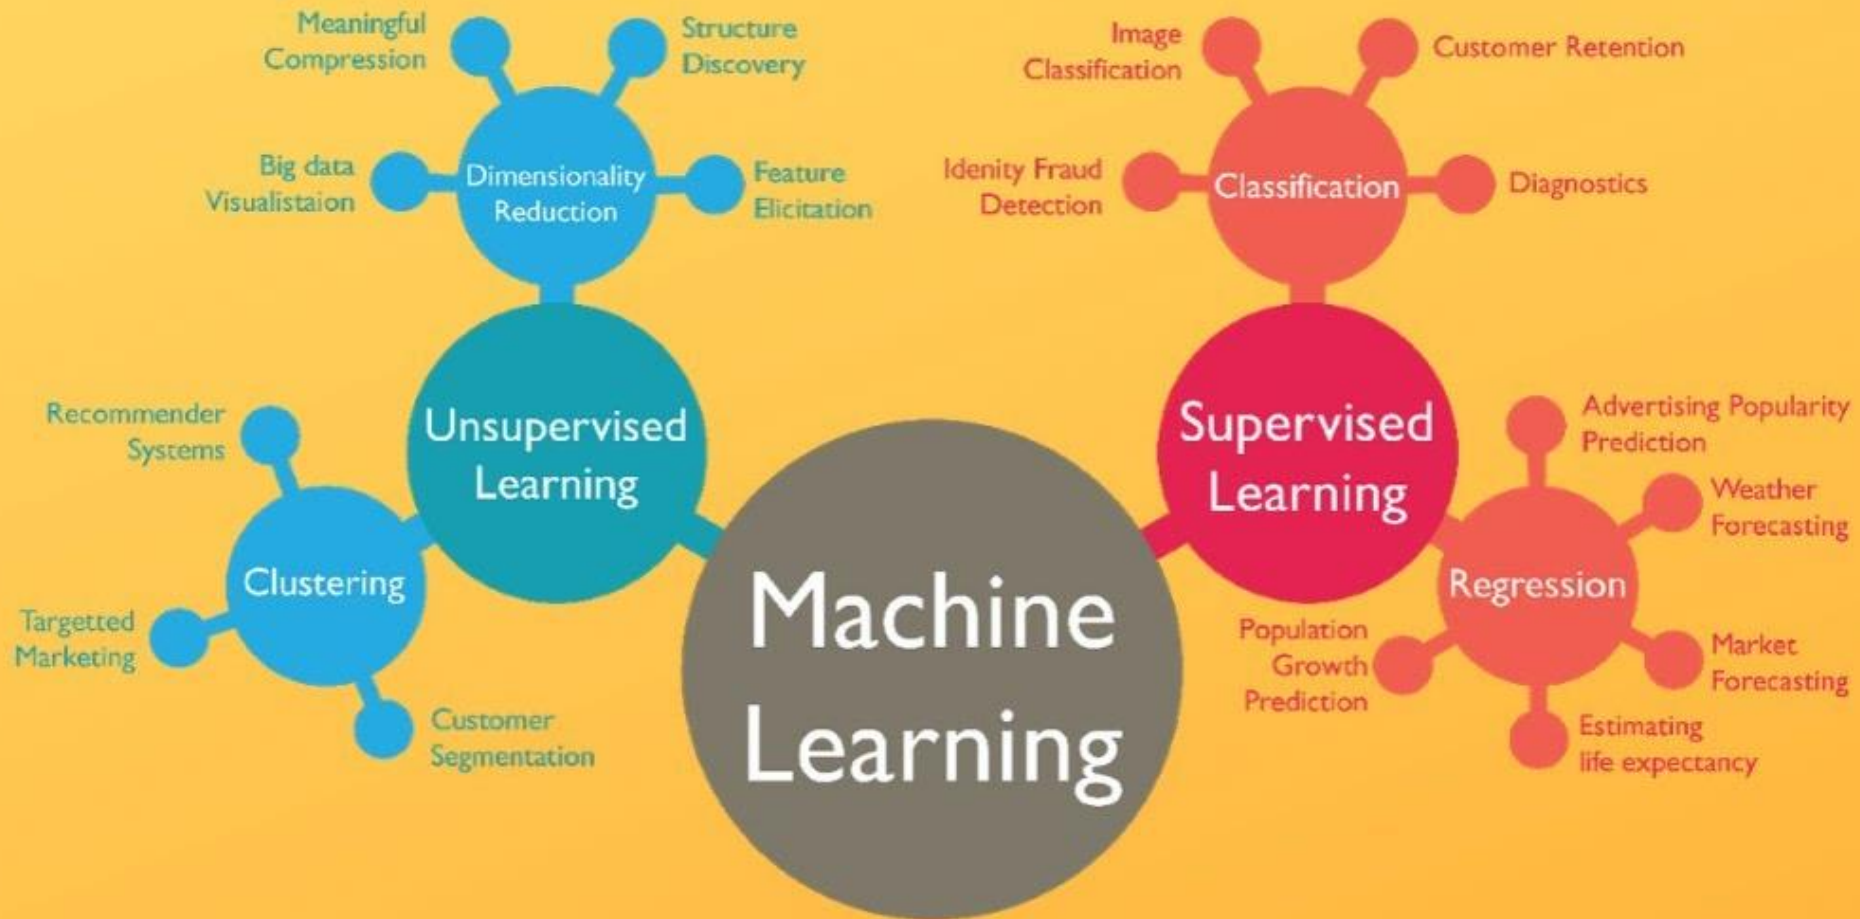 Meaningful
Compression
Structure
Discovery
Big data
Visualistaion
Dimensionality
Reduction
Feature
Elicitation
Image
Classification
Customer Retention
Idenity Fraud
Detection
Classification
Diagnostics
Recommender
Systems
Unsupervised
Learning
Clustering
Targetted
Marketing
Customer
Segmentation
Machine
Learning
Supervised
Learning
Advertising Popularity
Prediction
Weather
Forecasting
Regression
Population
Growth
Prediction
Market
Forecasting
Estimating
life expectancy